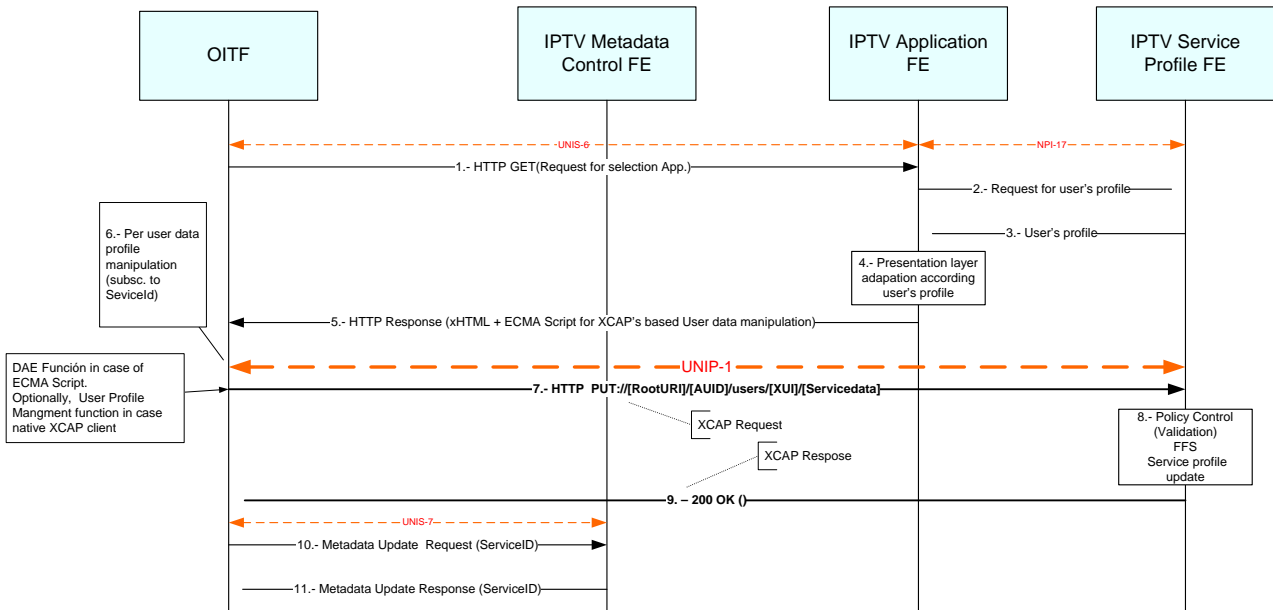 OITF
IPTV Metadata
Control FE
IPTV Application
FE
IPTV Service
Profile FE
UNIS-6
NPI-17
1.- HTTP GET(Request for selection App.)
2.- Request for user's profile
3.- User's profile
6.- Per user data
profile
manipulation
(subsc. to
SeviceId)
4.- Presentation layer
adapation according
user's profile
5.- HTTP Response (xHTML + ECMA Script for XCAP's based User data manipulation)
UNIP-1
DAE Función in case of
ECMA Script.
Optionally, User Profile
Mangment function in case
native XCAP client
7.- HTTP PUT://[RootURI]/[AUID]/users/[XUI]/[Servicedata]
XCAP Request
8.- Policy Control
(Validation)
FFS
Service profile
update
XCAP Respose
9. – 200 OK ()
UNIS-7
10.- Metadata Update Request (ServiceID)
11.- Metadata Update Response (ServiceID)